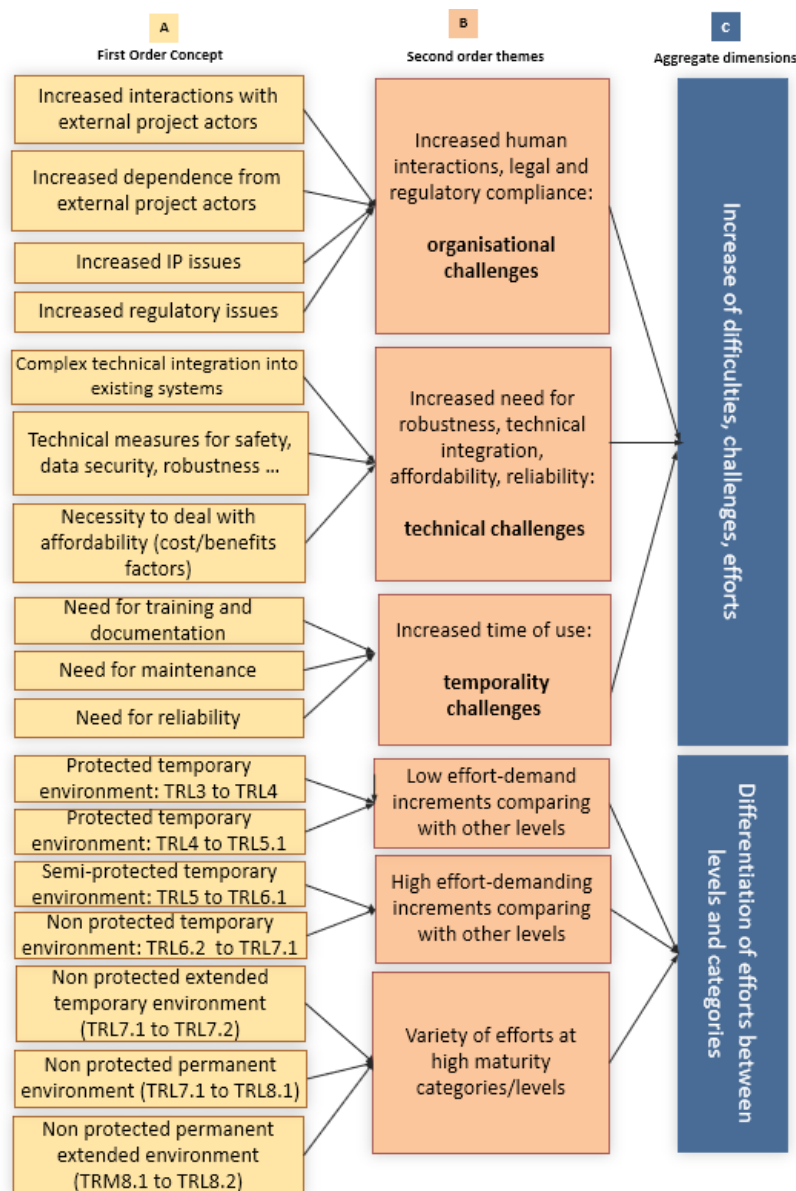 A
First Order Concept
Increased interactions with
external project actors
Increased dependence from
external project actors
Increased IP issues
Increased regulatory issues
Complex technical integration into
existing systems
Technical measures for safety,
data security, robustness ...
Necessity to deal with
affordability (cost/benefits
factors)
Need for training and
documentation
Need for maintenance
Need for reliability
Protected temporary
environment: TRL3 to TRL4
Protected temporary
environment: TRL4 to TRL5.1
Semi-protected temporary
environment: TRL5 to TRL6.1
Non protected temporary
environment: TRL6.2 to TRL7.1
Non protected extended
temporary environment
(TRL7.1 to TRL7.2)
Non protected permanent
environment (TRL7.1 to TRL8.1)
Non protected permanent
extended environment
(TRM8.1 to TRL8.2)
B
Second order themes
Increased human
interactions, legal and
regulatory compliance:
organisational
challenges
Increased need for
robustness, technical
integration,
affordability, reliability:
technical challenges
Increased time of use:
temporality
challenges
Low effort-demand
increments comparing
with other levels
High effort-demanding
increments comparing
with other levels
Variety of efforts at
high maturity
categories/levels
C
Aggregate dimensions
Increase of difficulties, challenges, efforts
Differentiation of efforts between
levels and categories